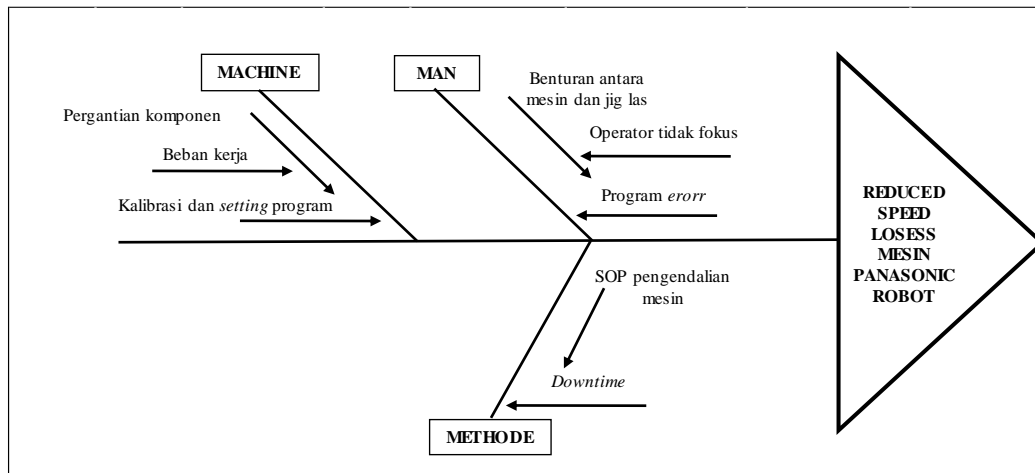 MACHINE
MAN
Benturan antara
mesin dan jig las
Pergantian komponen
Operator tidak fokus
Beban kerja
Kalibrasi dan setting program
Program erorr
REDUCED
SPEED
LOSESS
MESIN
PANASONIC
ROBOT
SOP pengendalian
mesin
Downtime
METHODE